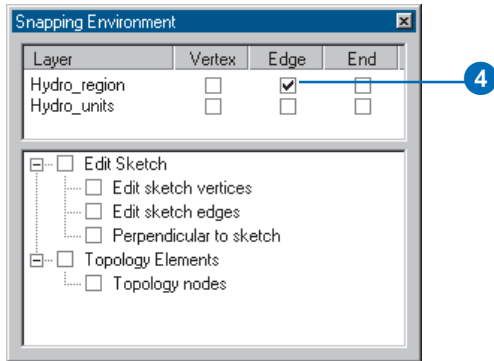 Snapping Environment
Layer Vertex Edge End
Hydro_region
4
Hydro_units
Edit Sketch
Edit sketch vertices
Edit sketch edges
Perpendicular to sketch
Topology Elements
Topology nodes